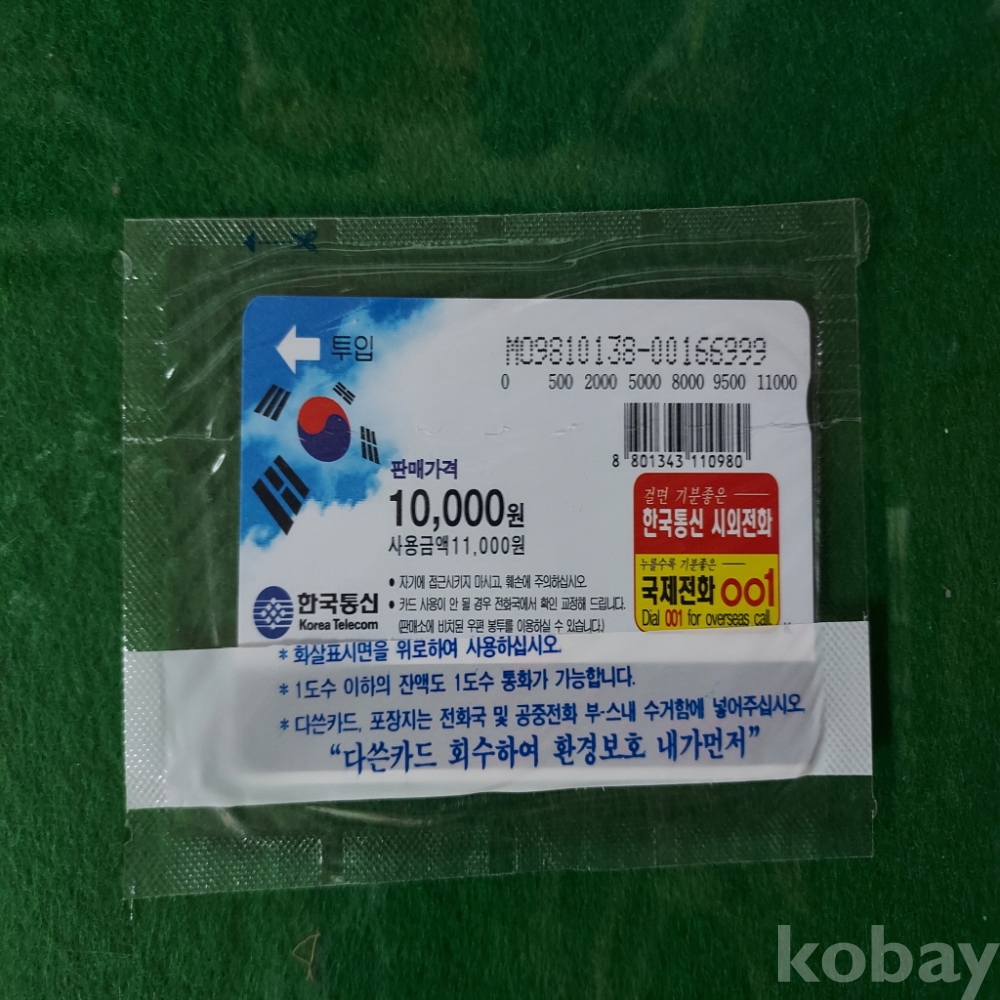 투입
MO9810138-00166999
0 500 2000 5000 8000 9500 11000
8 801343 110980
판매가격
10,000원
사용금액11,000원
걸면 기분좋은
한국통신 시외전화
누를수록 기분좋은
국제전화 001
Dial 001 for overseas call
• 자기에 접근시키지 마시고, 훼손에 주의하십시오.
• 카드 사용이 안 될 경우 전화국에서 확인 교정해 드립니다.
(판매소에 비치된 우편 봉투를 이용하실 수 있습니다.)
한국통신
Korea Telecom
* 화살표시면을 위로하여 사용하십시오.
* 1도수 이하의 잔액도 1도수 통화가 가능합니다.
* 다쓴카드, 포장지는 전화국 및 공중전화 부-스내 수거함에 넣어주십시오
“다쓴카드 회수하여 환경보호 내가먼저”
kobay